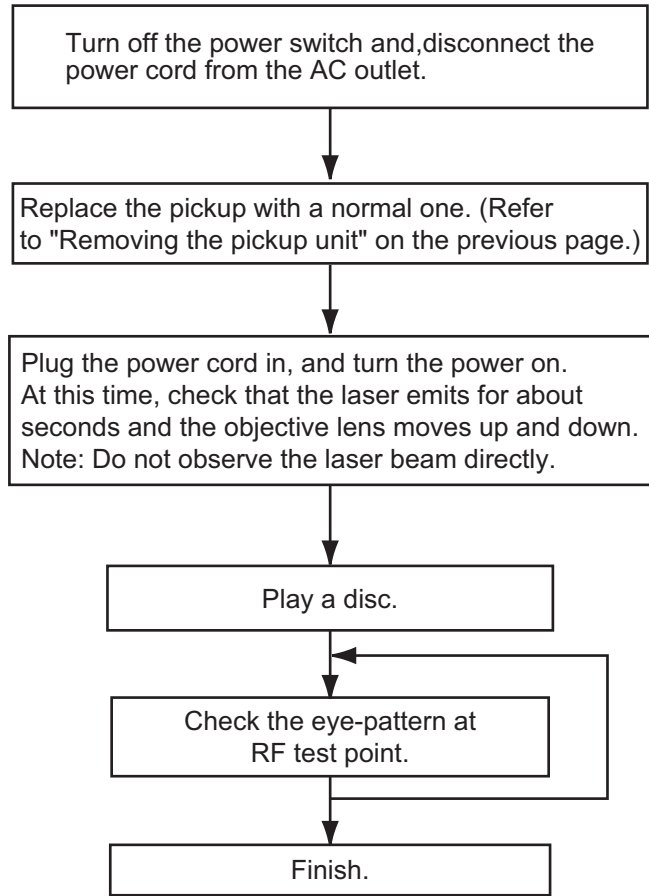 Turn off the power switch and,disconnect the
power cord from the AC outlet.
Replace the pickup with a normal one. (Refer
to "Removing the pickup unit" on the previous page.)
Plug the power cord in, and turn the power on.
At this time, check that the laser emits for about
seconds and the objective lens moves up and down.
Note: Do not observe the laser beam directly.
Play a disc.
Check the eye-pattern at
RF test point.
Finish.